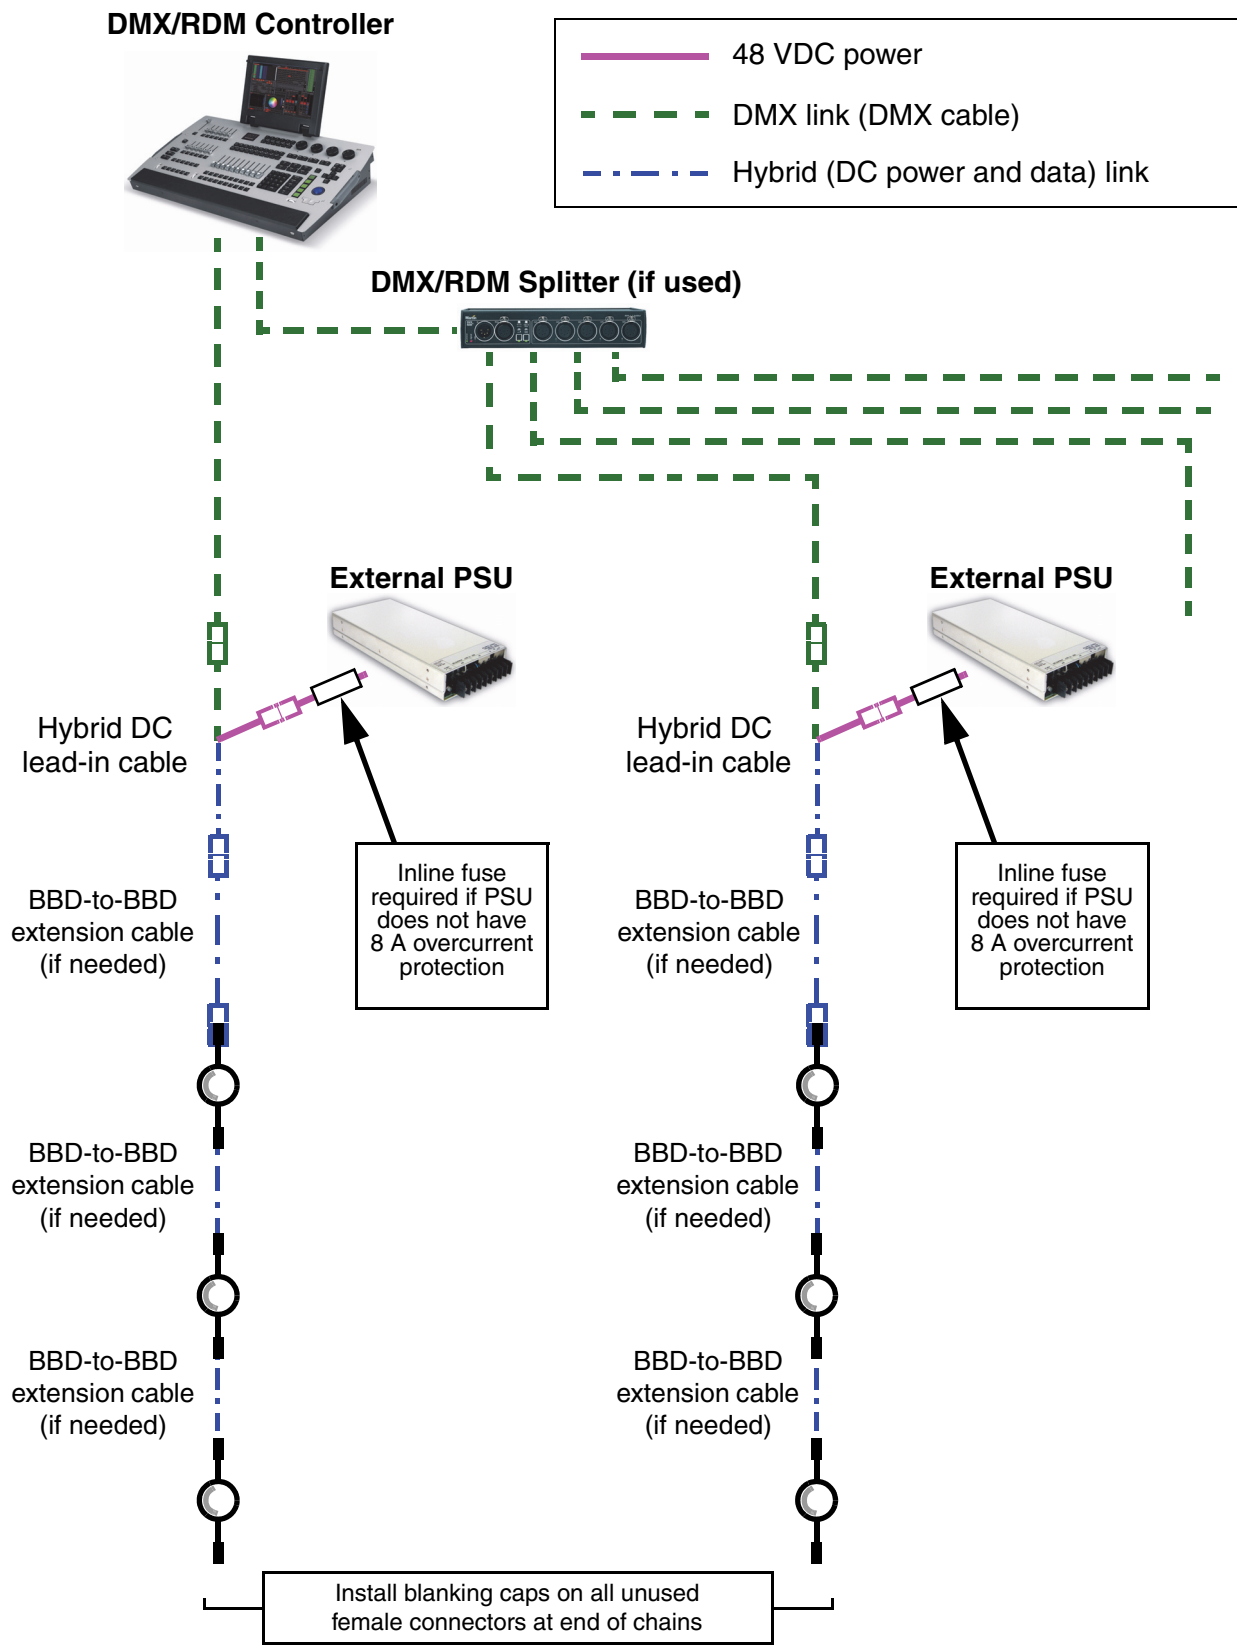 DMX/RDM Controller
48 VDC power
DMX link (DMX cable)
Hybrid (DC power and data) link
DMX/RDM Splitter (if used)
External PSU
External PSU
Hybrid DC
lead-in cable
Hybrid DC
lead-in cable
Inline fuse
required if PSU
does not have
8 A overcurrent
protection
Inline fuse
required if PSU
does not have
8 A overcurrent
protection
BBD-to-BBD
extension cable
(if needed)
BBD-to-BBD
extension cable
(if needed)
BBD-to-BBD
extension cable
(if needed)
BBD-to-BBD
extension cable
(if needed)
BBD-to-BBD
extension cable
(if needed)
BBD-to-BBD
extension cable
(if needed)
Install blanking caps on all unused
female connectors at end of chains